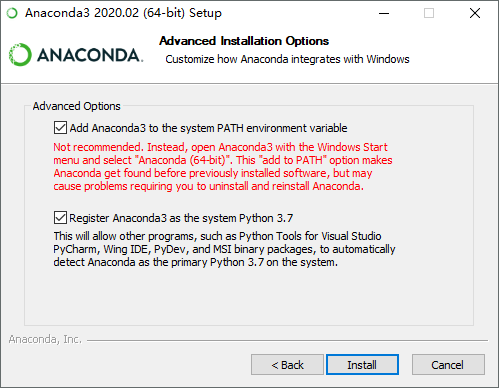 Anaconda3 2020.02 (64-bit) Setup
ANACONDA.
Advanced Installation Options
Customize how Anaconda integrates with Windows
Advanced Options
Add Anaconda3 to the system PATH environment variable
Not recommended. Instead, open Anaconda3 with the Windows Start
menu and select "Anaconda (64-bit)". This "add to PATH" option makes
Anaconda get found before previously installed software, but may
cause problems requiring you to uninstall and reinstall Anaconda.
Register Anaconda3 as the system Python 3.7
This will allow other programs, such as Python Tools for Visual Studio
PyCharm, Wing IDE, PyDev, and MSI binary packages, to automatically
detect Anaconda as the primary Python 3.7 on the system.
Anaconda, Inc.
< Back
Install
Cancel